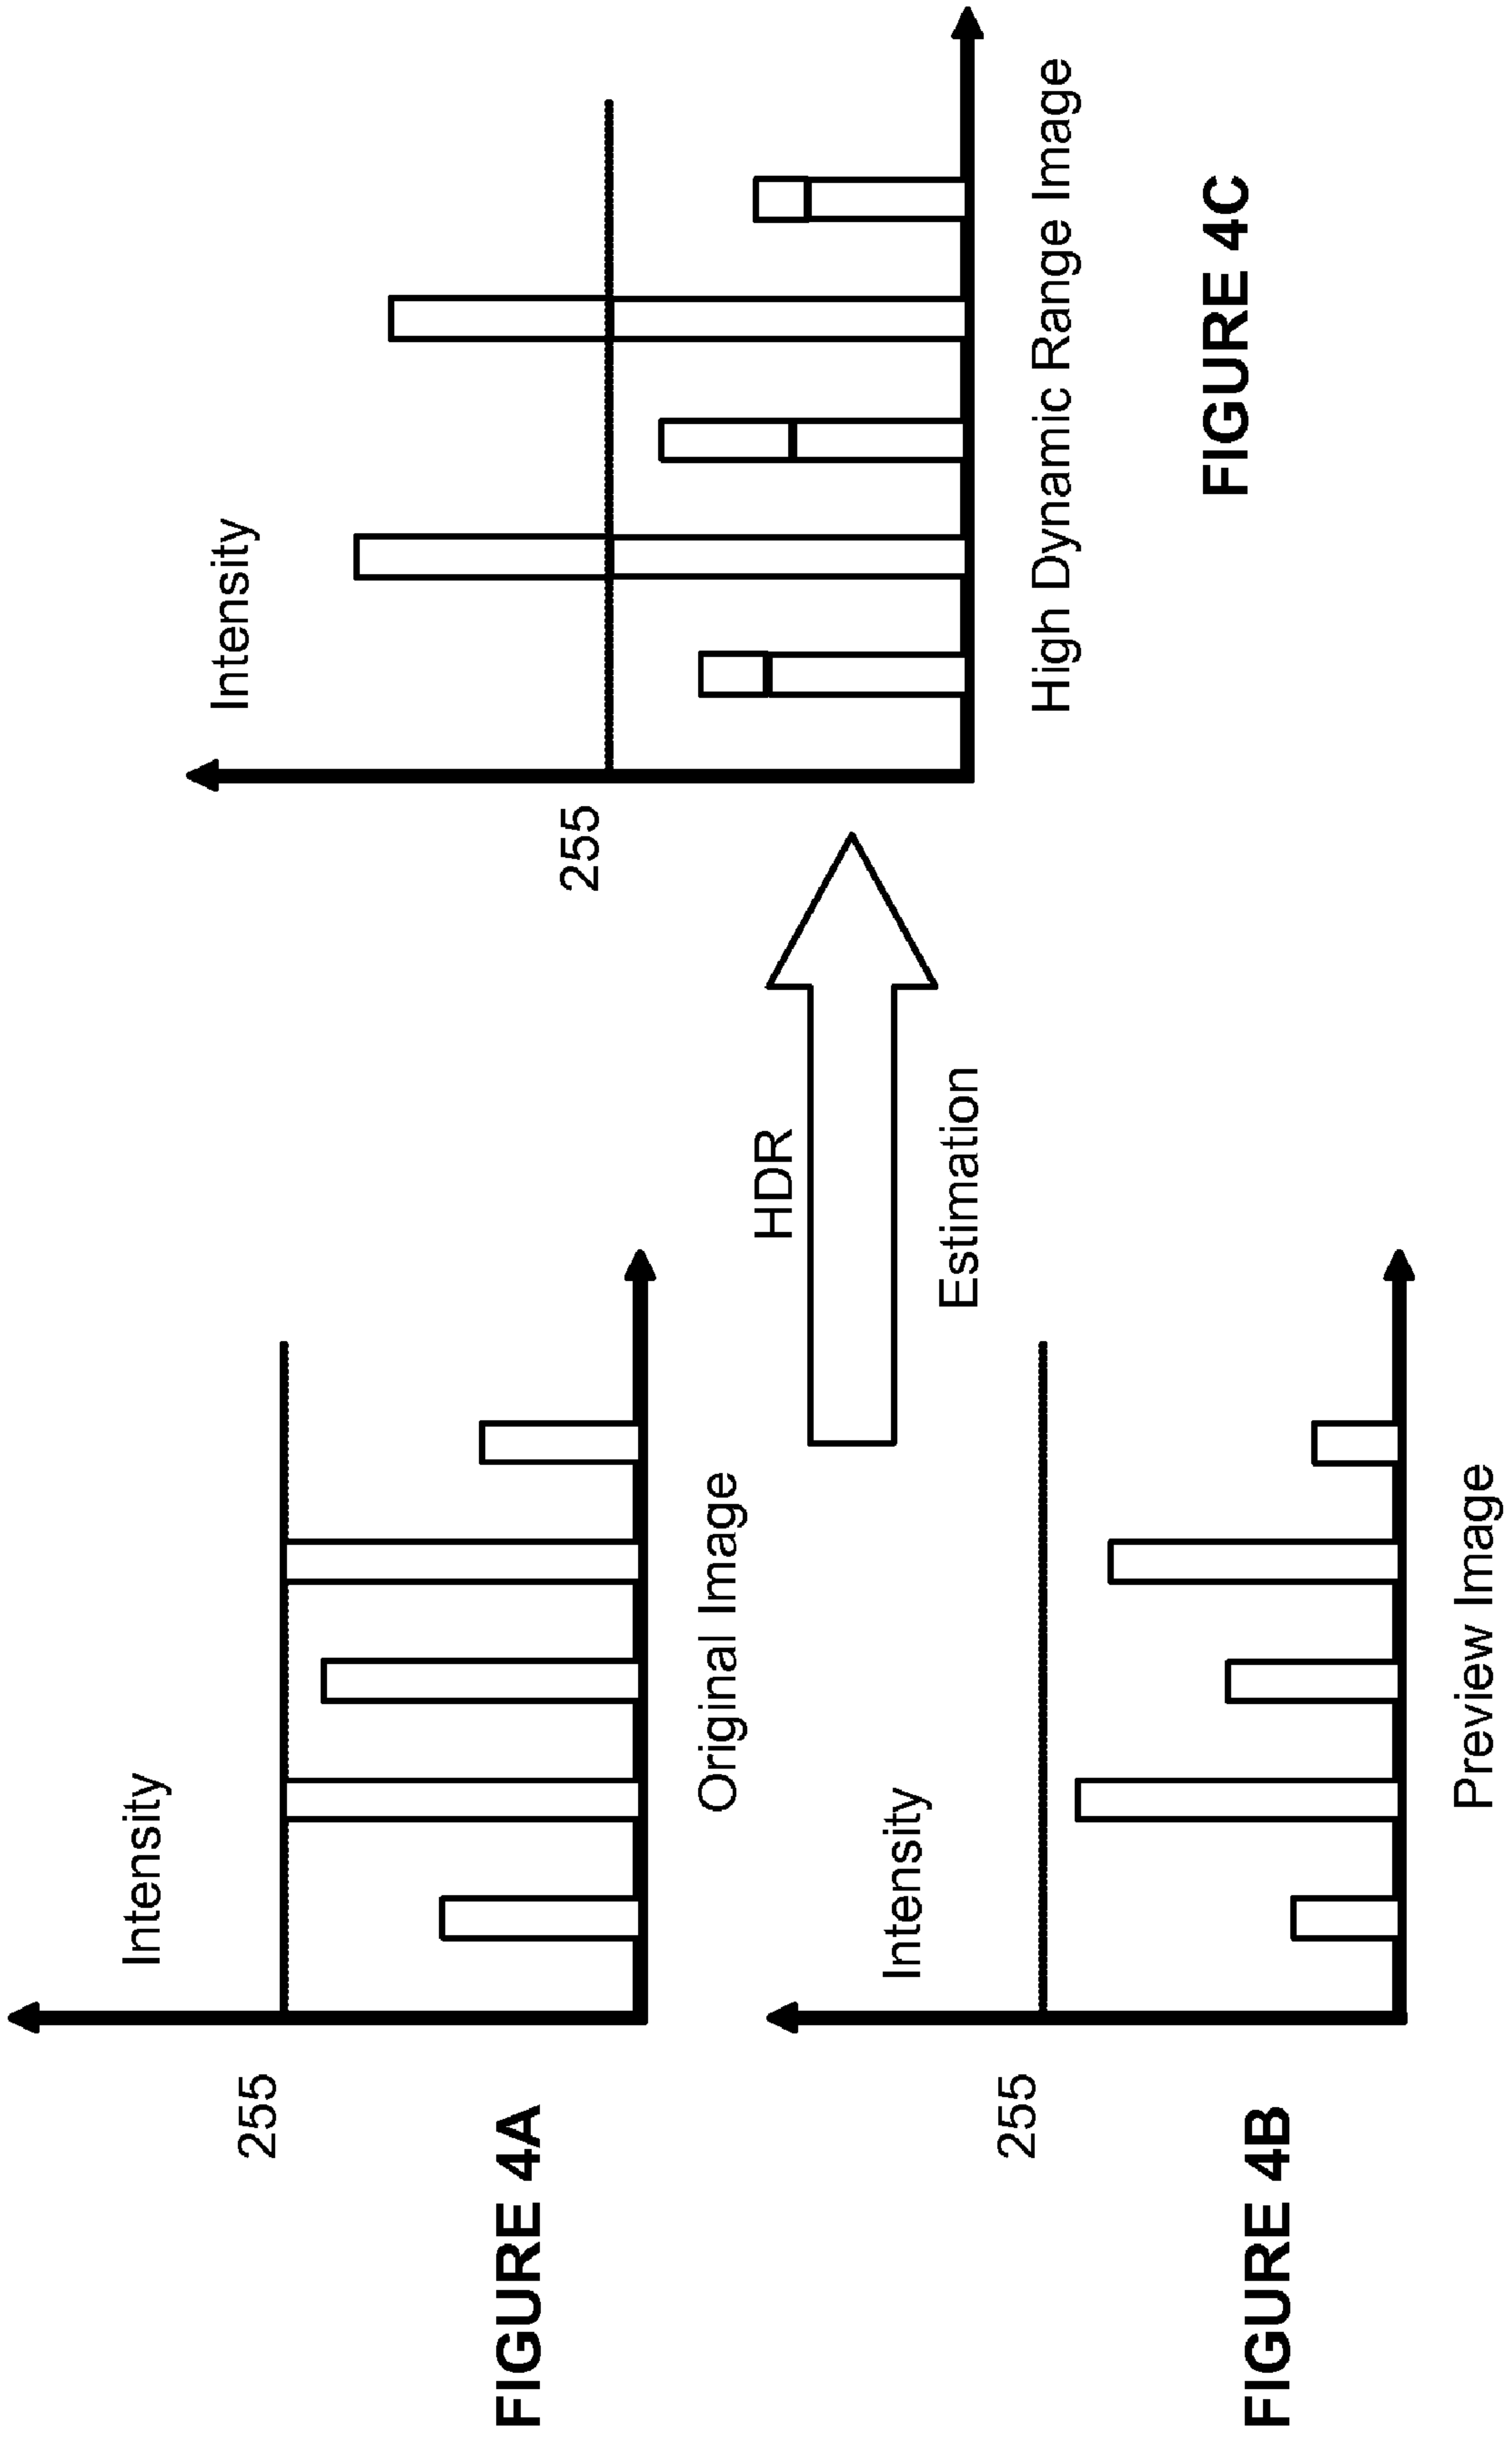 Intensity
255
Original Image
FIGURE 4A
Intensity
255
Preview Image
FIGURE 4B
HDR
Estimation
Intensity
255
High Dynamic Range Image
FIGURE 4C